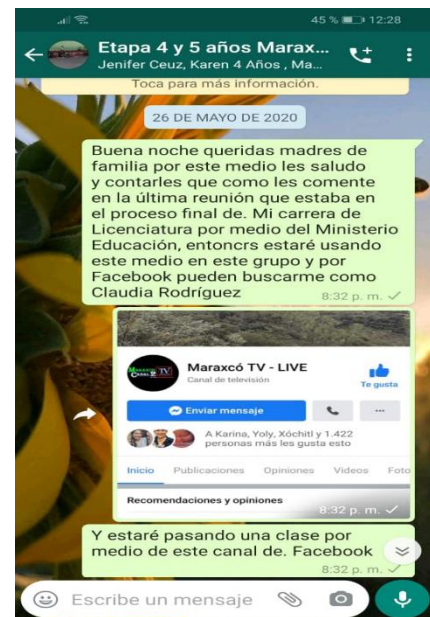 45 % 12:28
Etapa 4 y 5 años Marax...
Jenifer Ceuz, Karen 4 Años , Ma...
Toca para más información.
26 DE MAYO DE 2020
Buena noche queridas madres de
familia por este medio les saludo
y contarles que como les comente
en la última reunión que estaba en
el proceso final de. Mi carrera de
Licenciatura por medio del Ministerio
Educación, entoncrs estaré usando
este medio en este grupo y por
Facebook pueden buscarme como
Claudia Rodríguez 8:32 p. m.
Maraxcó TV - LIVE
Canal de televisión
Te gusta
Enviar mensaje
A Karina, Yoly, Xóchitl y 1.422
personas más les gusta esto
Inicio Publicaciones Opiniones Videos Foto
Recomendaciones y opiniones
8:32 p. m.
Y estaré pasando una clase por
medio de este canal de. Facebook
8:32 p. m.
Escribe un mensaje